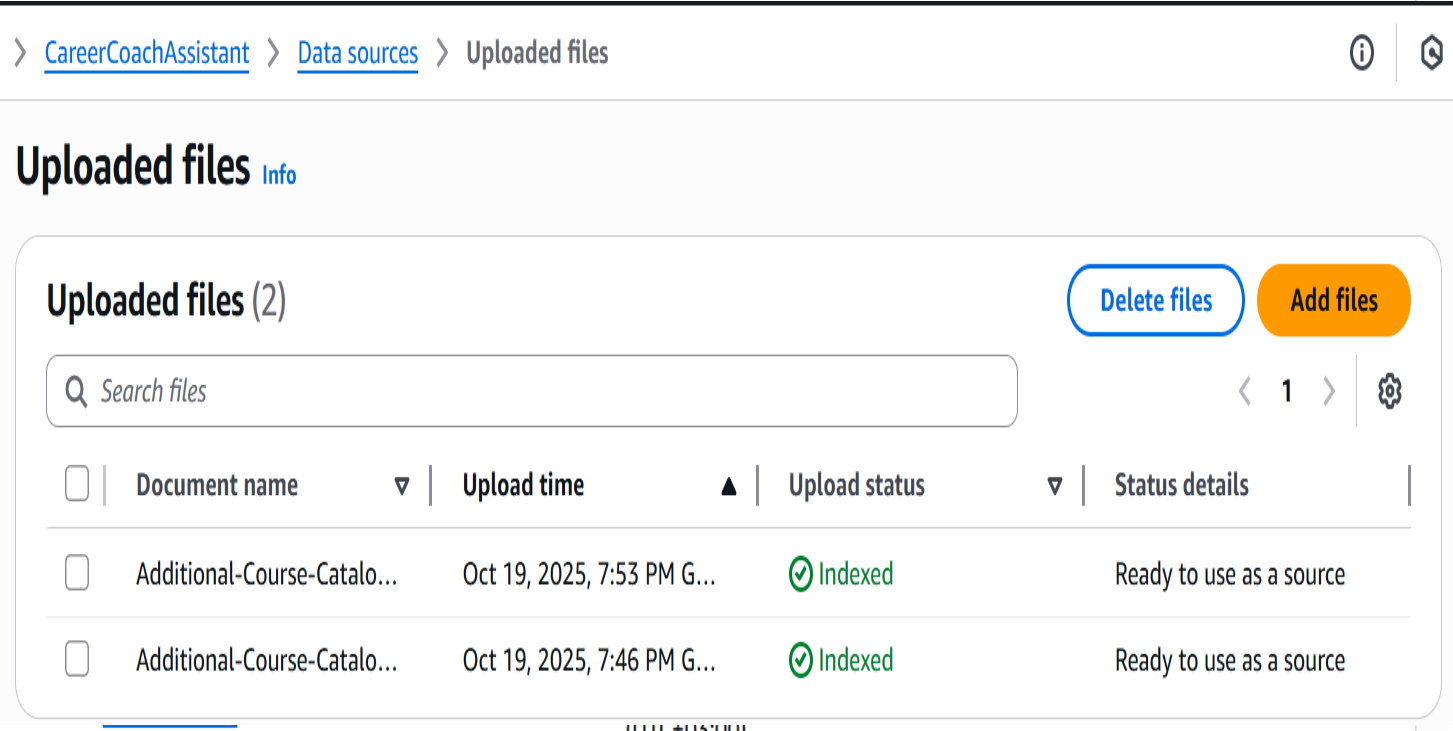 CareerCoachAssistant Data sources Uploaded files
Uploaded files Info
Uploaded files (2) Delete files Add files
Search files 1
Document name Upload time Upload status Status details
Additional-Course-Catalo... Oct 19, 2025, 7:53 PM G... Indexed Ready to use as a source
Additional-Course-Catalo... Oct 19, 2025, 7:46 PM G... Indexed Ready to use as a source